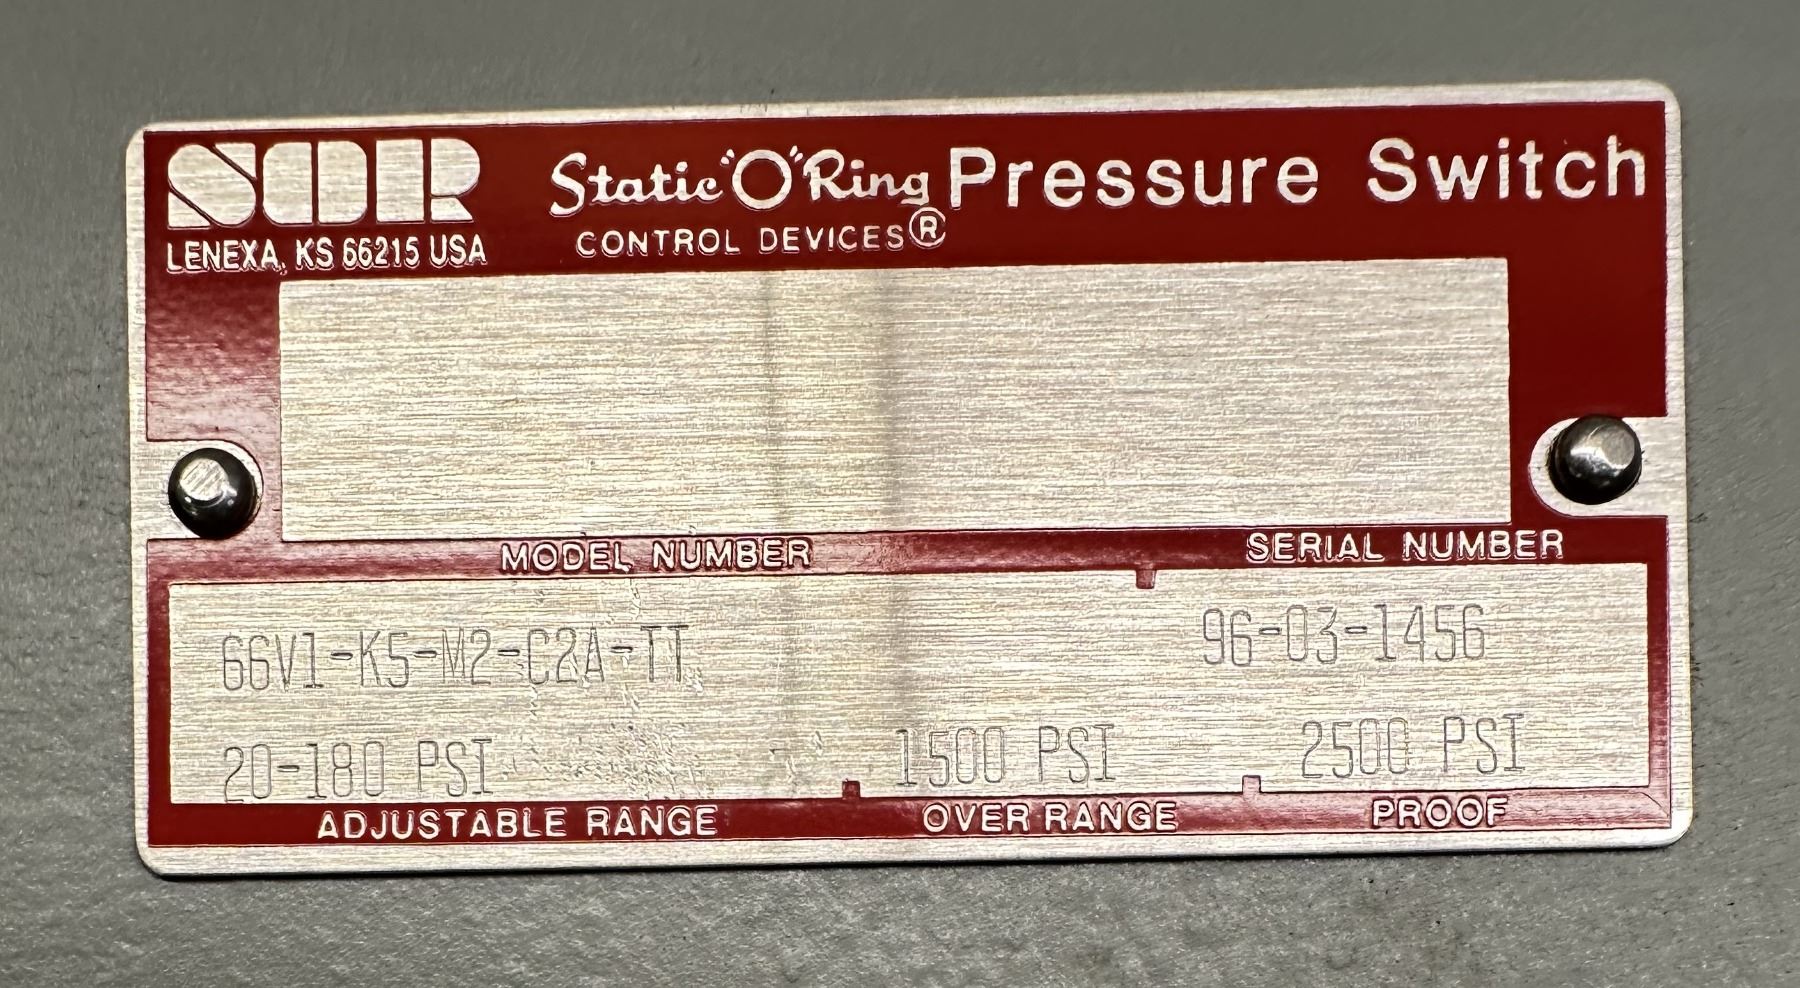 SOR Static "O" Ring Pressure Switch
LENEXA, KS 66215 USA CONTROL DEVICES®
MODEL NUMBER SERIAL NUMBER
66V1-K5-M2-C2A-TT 96-03-1456
20-180 PSI 1500 PSI 2500 PSI
ADJUSTABLE RANGE OVER RANGE PROOF